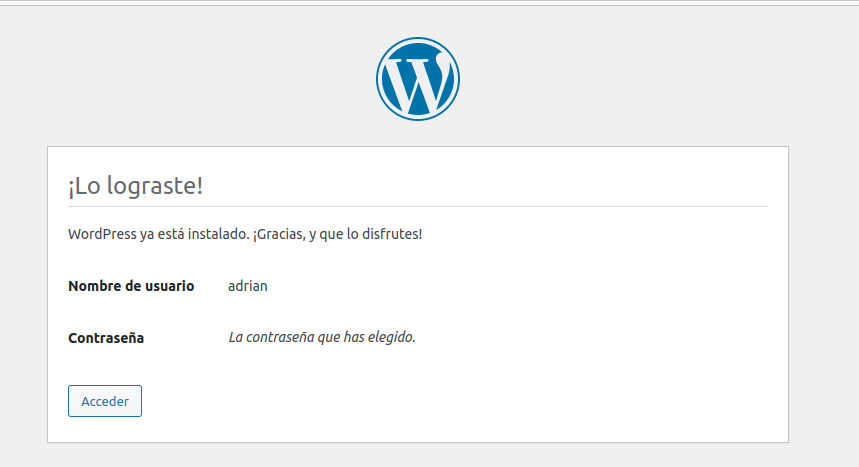 ¡Lo lograste!
WordPress ya está instalado. ¡Gracias, y que lo disfrutes!
Nombre de usuario adrian
Contraseña La contraseña que has elegido.
Acceder